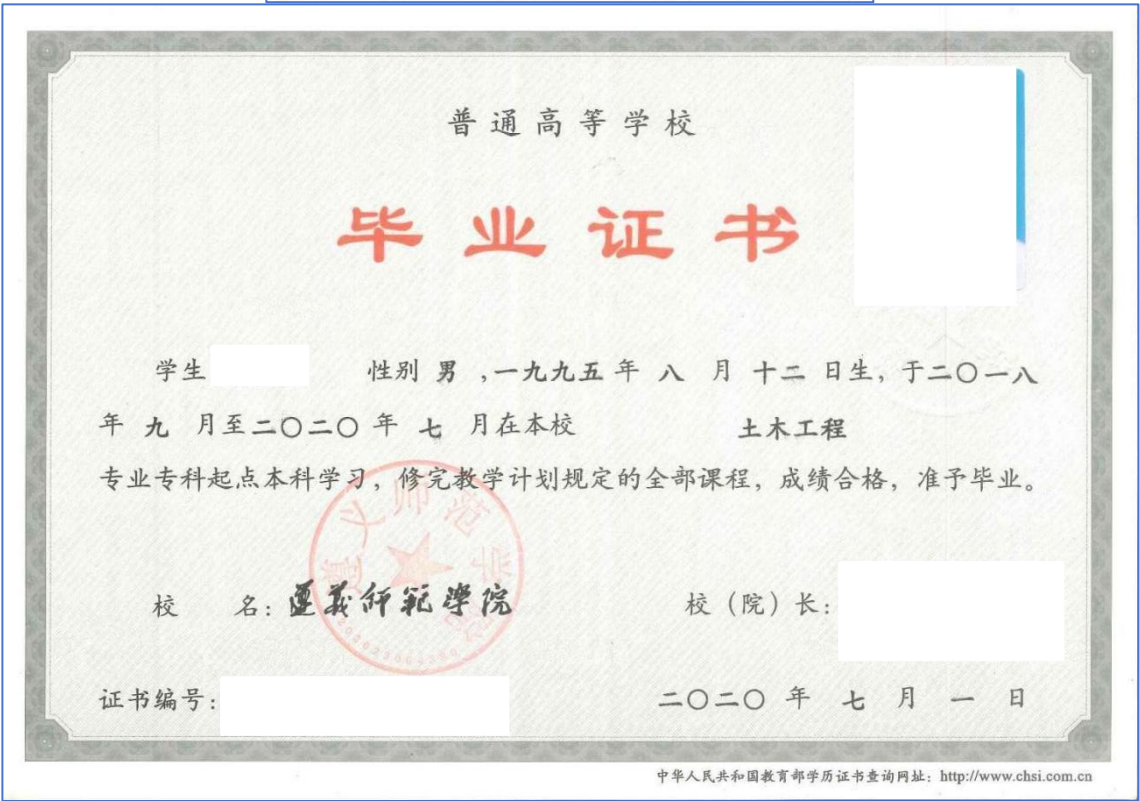 普通高等学校
毕业证书
学生 性别 男 ,一九九五 年 八 月 十二 日生, 于二〇一八
年 九 月至二〇二〇 年 七 月在本校 土木工程
专业专科起点本科学习, 修完教学计划规定的全部课程, 成绩合格, 准予毕业。
遵义师范学院
校 名: 遵義師範學院 校（院）长:
证书编号: 二〇二〇 年 七 月 一 日
中华人民共和国教育部学历证书查询网址: http://www.chsi.com.cn